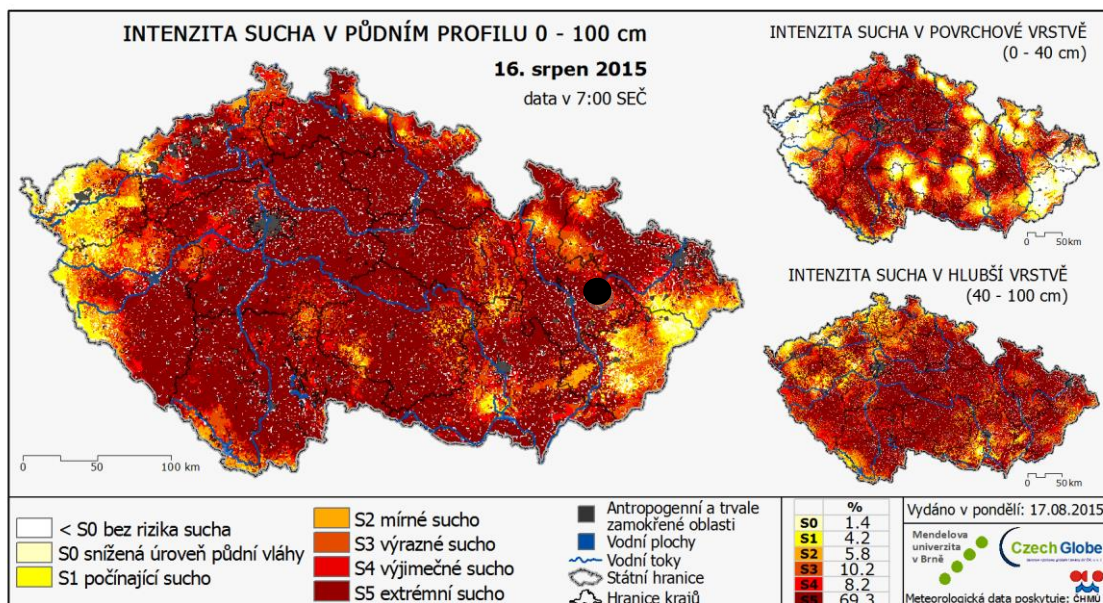 INTENZITA SUCHA V PŮDNÍM PROFILU 0 - 100 cm
16. srpen 2015
data v 7:00 SEČ
0 50 100 km
INTENZITA SUCHA V POVRCHOVÉ VRSTVĚ
(0 - 40 cm)
0 50km
INTENZITA SUCHA V HLUBŠÍ VRSTVĚ
(40 - 100 cm)
0 50km
< S0 bez rizika sucha
S0 snížená úroveň půdní vláhy
S1 počínající sucho
S2 mírné sucho
S3 výrazné sucho
S4 výjimečné sucho
S5 extrémní sucho
Antropogenní a trvale
zamokřené oblasti
Vodní plochy
Vodní toky
Státní hranice
Hranice krajů
%
S0 1.4
S1 4.2
S2 5.8
S3 10.2
S4 8.2
S5 69.3
Vydáno v pondělí: 17.08.2015
Mendelova
univerzita
v Brně
CzechGlobe
Meteorologická data poskytuje: ČHMÚ